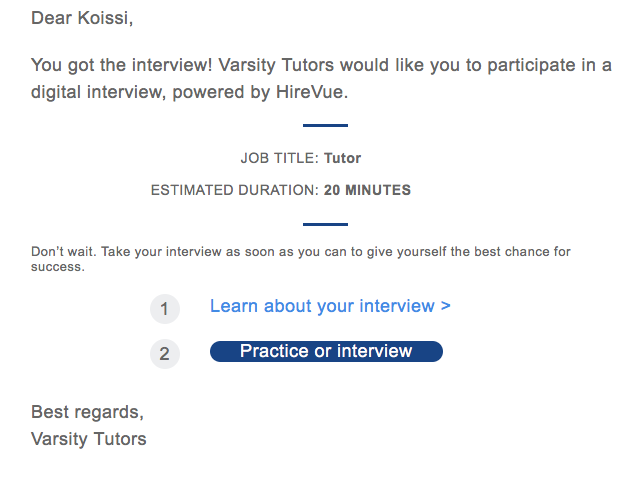 Dear Koissi,
You got the interview! Varsity Tutors would like you to participate in a
digital interview, powered by HireVue.
JOB TITLE: Tutor
ESTIMATED DURATION: 20 MINUTES
Don't wait. Take your interview as soon as you can to give yourself the best chance for
success.
1 Learn about your interview >
2 Practice or interview
Best regards,
Varsity Tutors